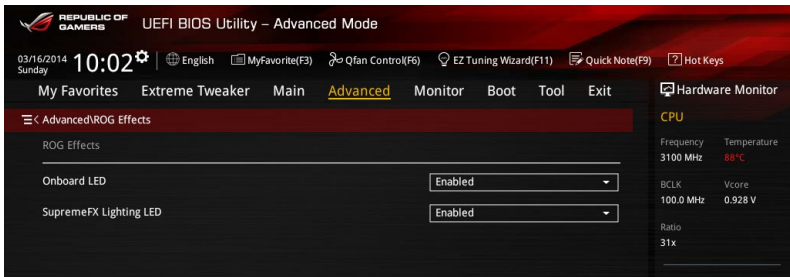 REPUBLIC OF
GAMERS
UEFI BIOS Utility – Advanced Mode
03/16/2014
Sunday
10:02
English
MyFavorite(F3)
Qfan Control(F6)
EZ Tuning Wizard(F11)
Quick Note(F9)
? Hot Keys
My Favorites Extreme Tweaker Main Advanced Monitor Boot Tool Exit
< Advanced\ROG Effects
ROG Effects
Onboard LED Enabled
SupremeFX Lighting LED Enabled
Hardware Monitor
CPU
Frequency Temperature
3100 MHz 88°C
BCLK Vcore
100.0 MHz 0.928 V
Ratio
31x